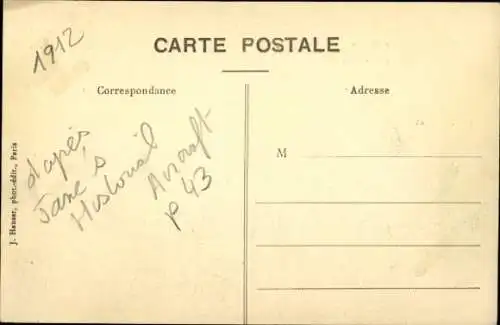 1912
CARTE POSTALE
Correspondance
Adresse
d'après
Jane's
Historical
Aircraft
p 43
M
J. Hauser, phot.-édit., Paris